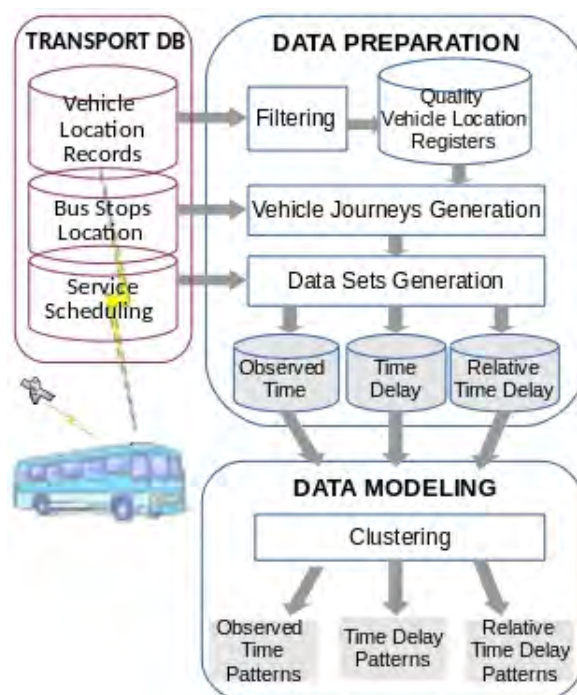 TRANSPORT DB
Vehicle
Location
Records
Bus Stops
Location
Service
Scheduling
DATA PREPARATION
Filtering
Quality
Vehicle Location
Registers
Vehicle Journeys Generation
Data Sets Generation
Observed
Time
Time
Delay
Relative
Time Delay
DATA MODELING
Clustering
Observed
Time
Patterns
Time Delay
Patterns
Relative
Time Delay
Patterns